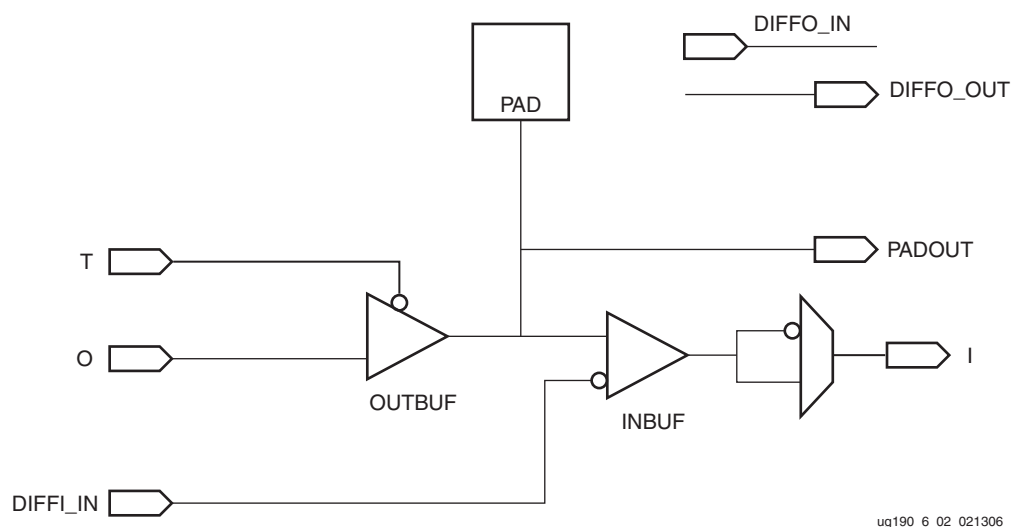 DIFFO_IN
PAD
DIFFO_OUT
T
PADOUT
O
I
OUTBUF
INBUF
DIFFI_IN
ug190_6_02_021306